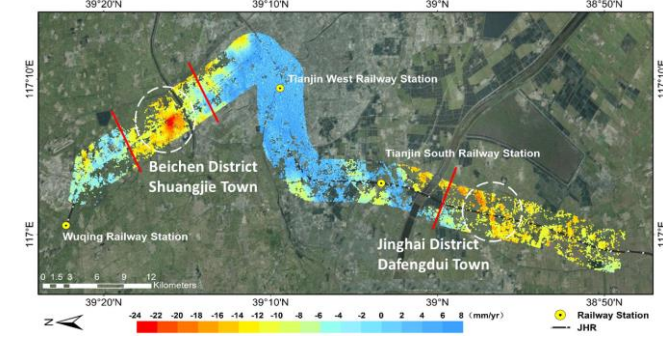 39°20'N 39°10'N 39°N 38°50'N
117°10'E 117°10'E
Tianjin West Railway Station
Tianjin South Railway Station
Beichen District
Shuangjie Town
117°E 117°E
Wuqing Railway Station
Jinghai District
Dafengdui Town
0 1.5 3 6 9 12
Kilometers
39°20'N 39°10'N 39°N 38°50'N
N
-24 -22 -20 -18 -16 -14 -12 -10 -8 -6 -4 -2 0 2 4 6 8 (mm/yr)
Railway Station
JHR